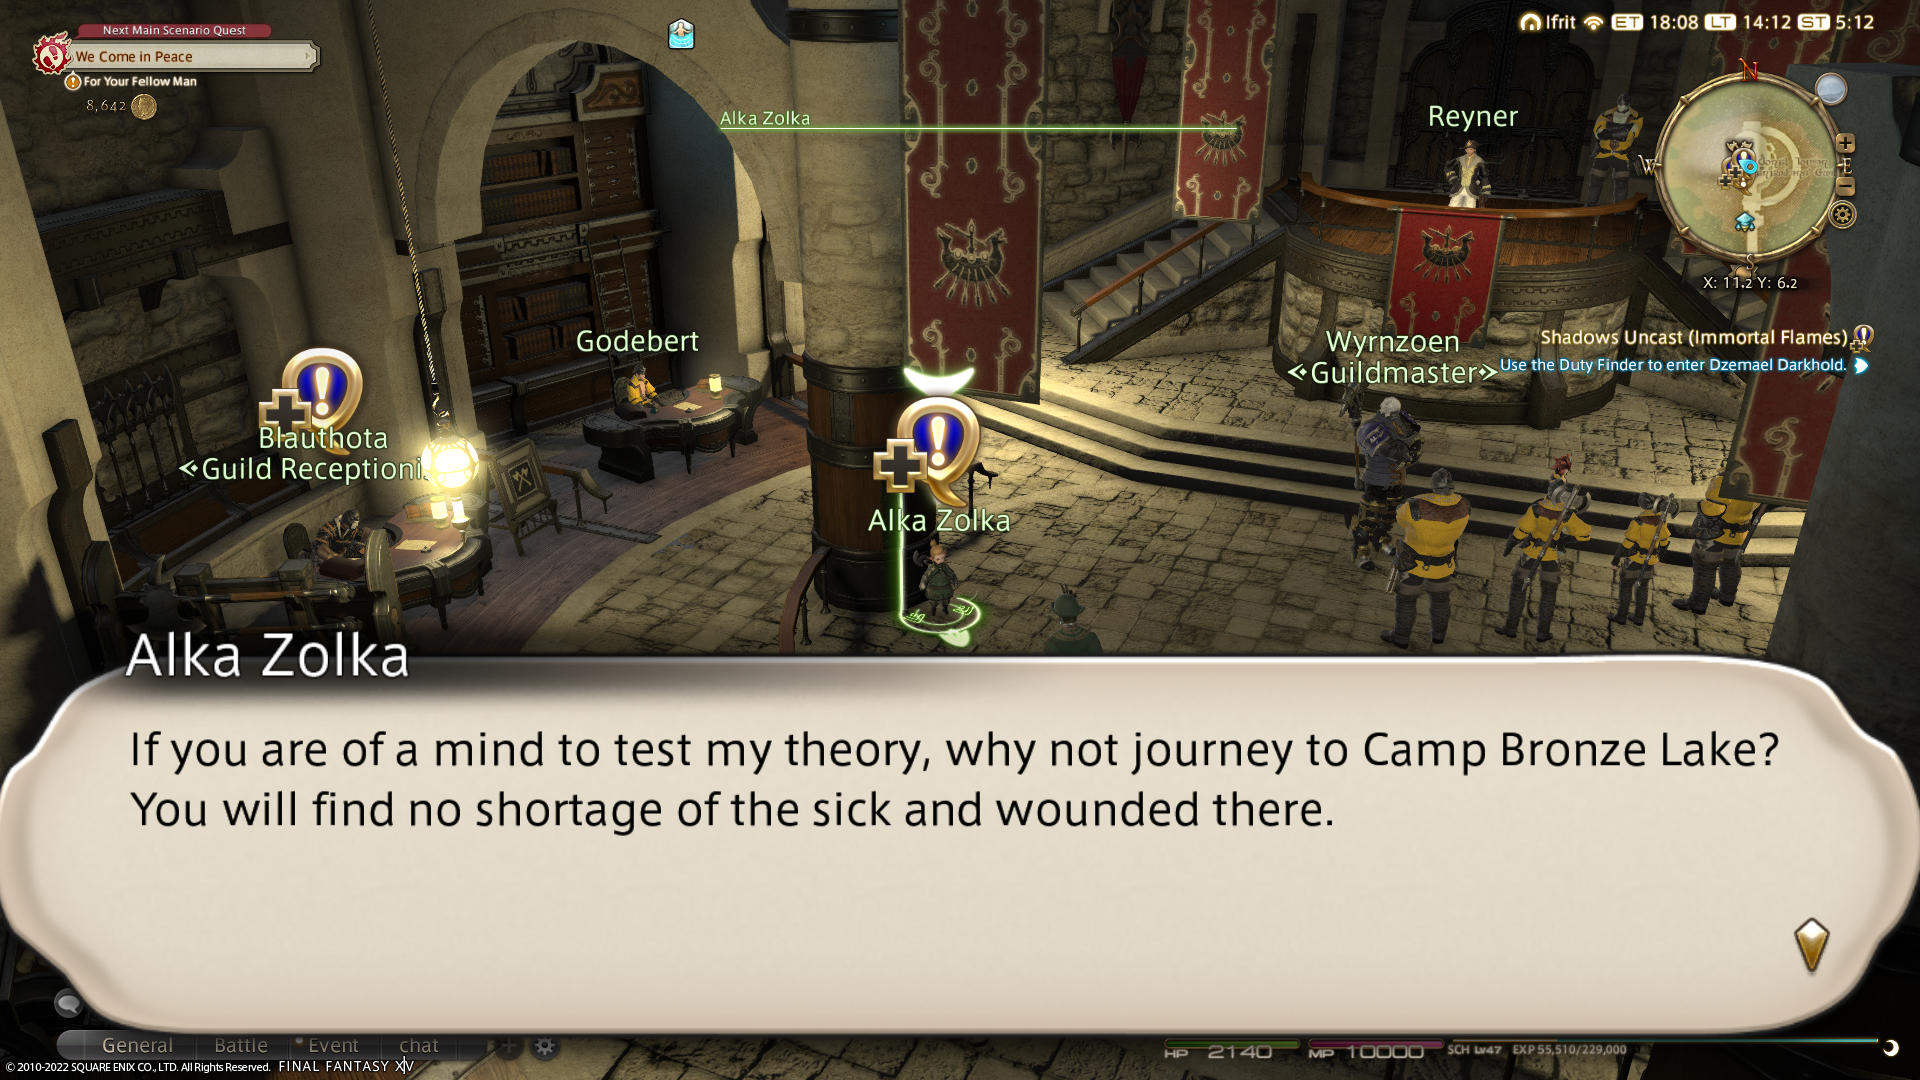 Next Main Scenario Quest
We Come in Peace
For Your Fellow Man
8,642
Ifrit ET 18:08 LT 14:12 ST 5:12
Alka Zolka
Reyner
N
W
E
S
X: 11.2 Y: 6.2
Godebert
Wyrnzoen
Guildmaster
Shadows Uncast (Immortal Flames)
Use the Duty Finder to enter Dzemael Darkhold.
Blauthota
Guild Receptioni
Alka Zolka
Alka Zolka
If you are of a mind to test my theory, why not journey to Camp Bronze Lake?
You will find no shortage of the sick and wounded there.
General Battle Event chat
HP 2140 MP 10000 SCH Lv47 EXP 55,510/229,000
© 2010-2022 SQUARE ENIX CO., LTD. All Rights Reserved. FINAL FANTASY XIV